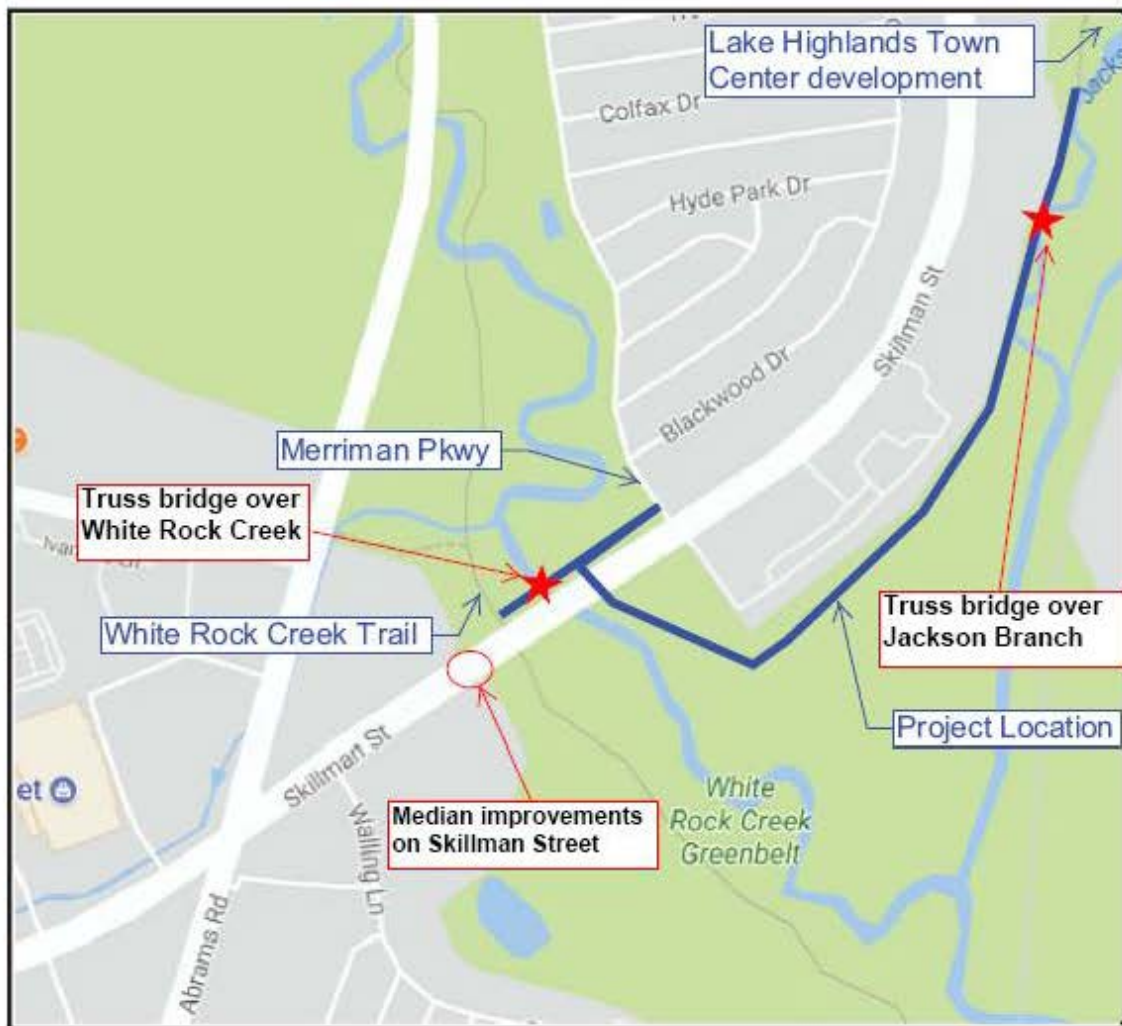 Lake Highlands Town
Center development
Jacks
Colfax Dr
Hyde Park Dr
Skillman St
Blackwood Dr
Merriman Pkwy
Truss bridge over
White Rock Creek
White Rock Creek Trail
Truss bridge over
Jackson Branch
Project Location
Skillman St
Median improvements
on Skillman Street
White
Rock Creek
Greenbelt
et
Walling Ln
Abrams Rd